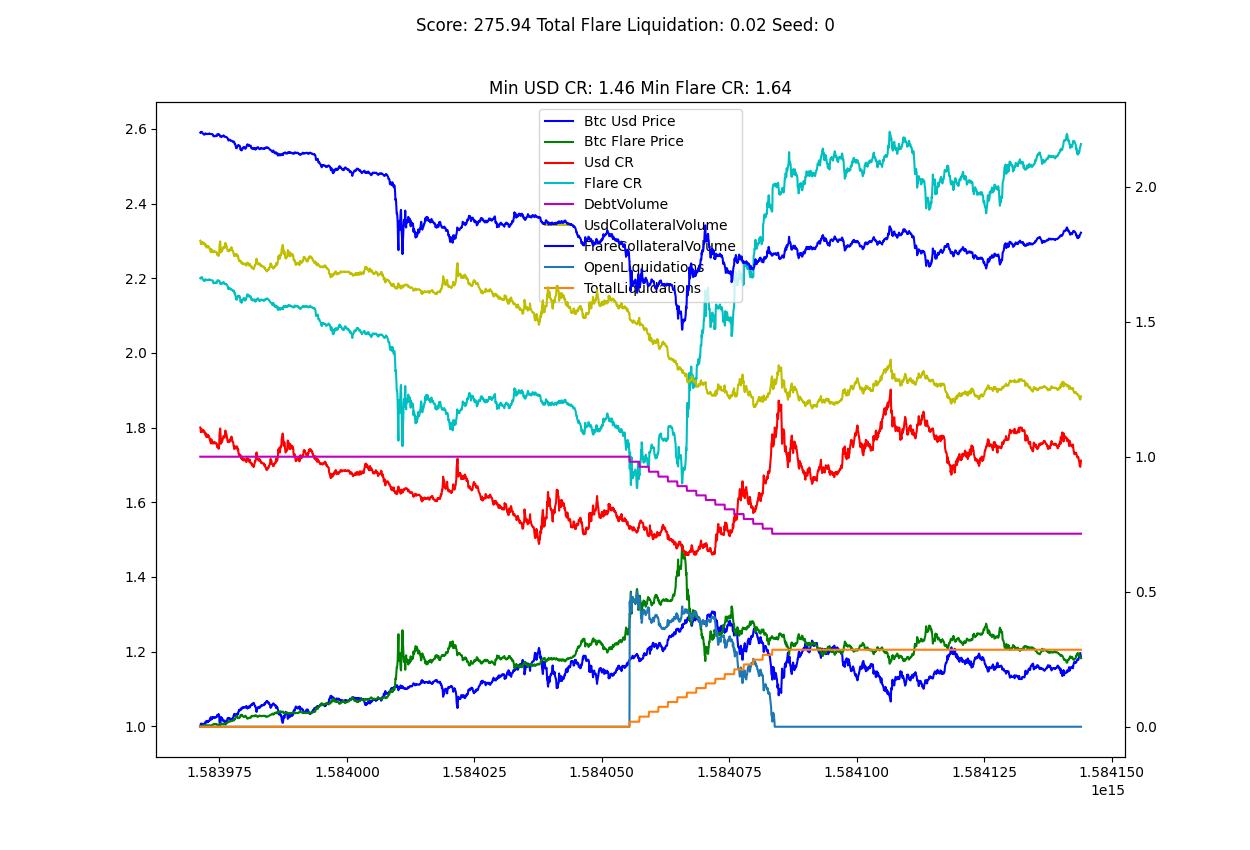 Score: 275.94 Total Flare Liquidation: 0.02 Seed: 0
Min USD CR: 1.46 Min Flare CR: 1.64
Btc Usd Price
Btc Flare Price
Usd CR
Flare CR
DebtVolume
UsdCollateralVolume
FlareCollateralVolume
OpenLiquidations
TotalLiquidations
2.6
2.4
2.2
2.0
1.8
1.6
1.4
1.2
1.0
2.0
1.5
1.0
0.5
0.0
1.583975
1.584000
1.584025
1.584050
1.584075
1.584100
1.584125
1.584150
1e15